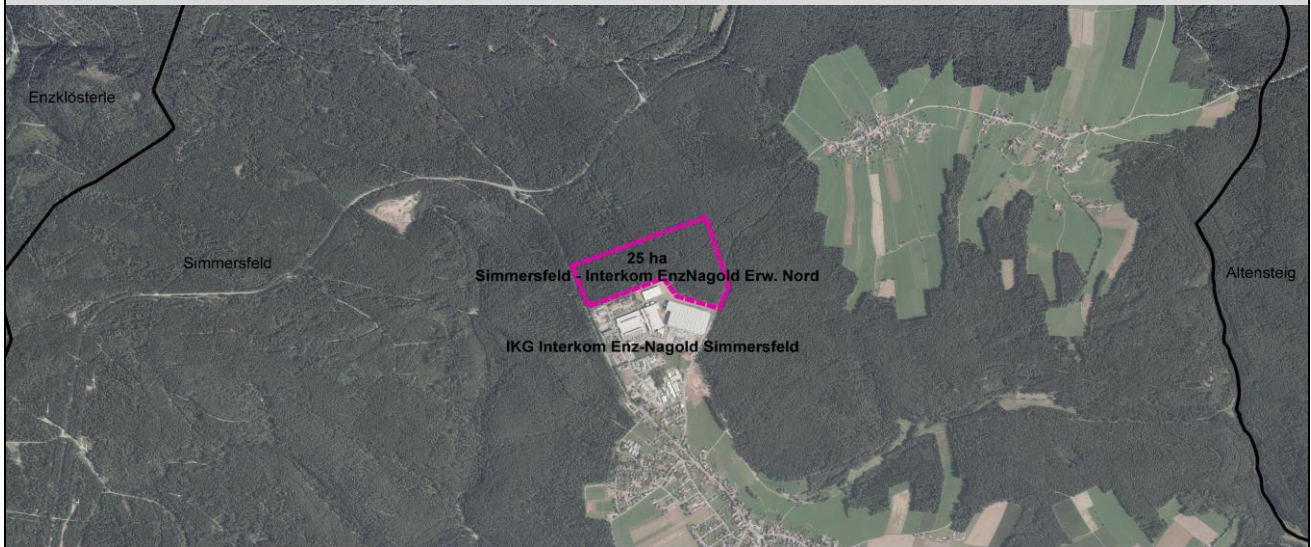 Enzklösterle
Simmersfeld
25 ha
Simmersfeld - Interkom EnzNagold Erw. Nord
Altensteig
IKG Interkom Enz-Nagold Simmersfeld